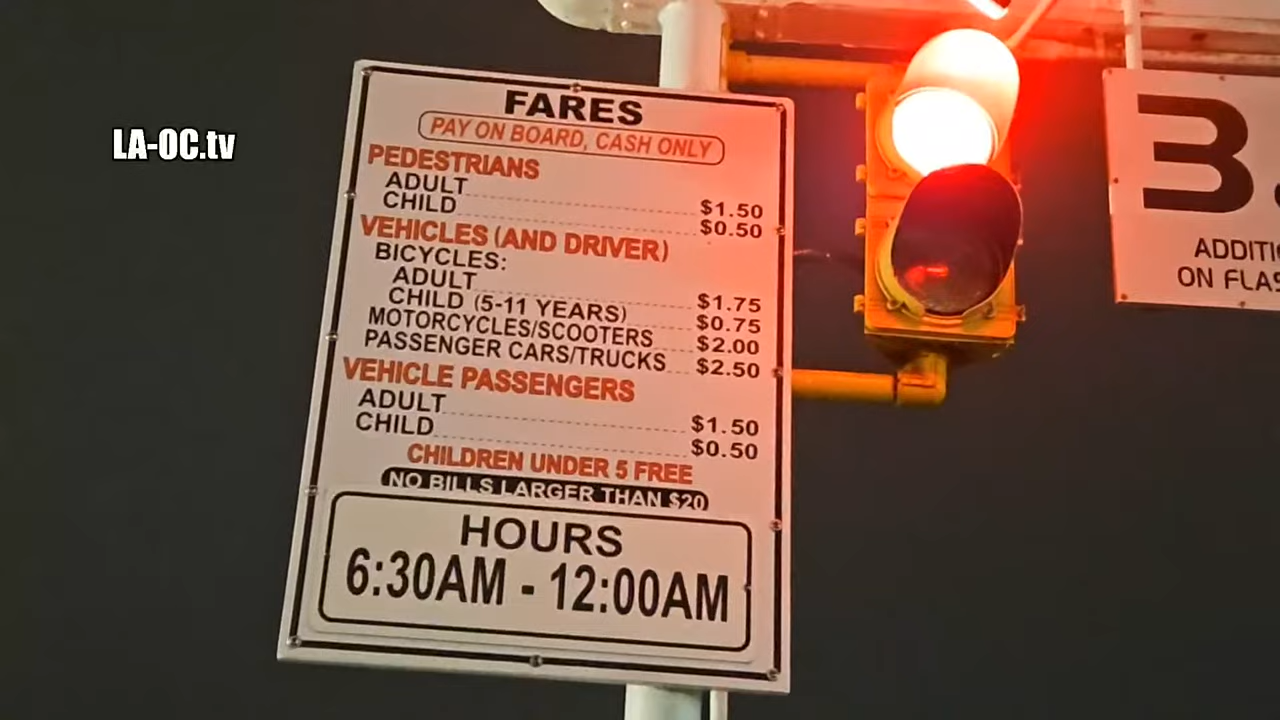 LA-OC.tv
FARES
PAY ON BOARD, CASH ONLY
PEDESTRIANS
ADULT $1.50
CHILD $0.50
VEHICLES (AND DRIVER)
BICYCLES:
ADULT $1.75
CHILD (5-11 YEARS) $0.75
MOTORCYCLES/SCOOTERS $2.00
PASSENGER CARS/TRUCKS $2.50
VEHICLE PASSENGERS
ADULT $1.50
CHILD $0.50
CHILDREN UNDER 5 FREE
NO BILLS LARGER THAN $20
HOURS
6:30AM - 12:00AM
3
ON